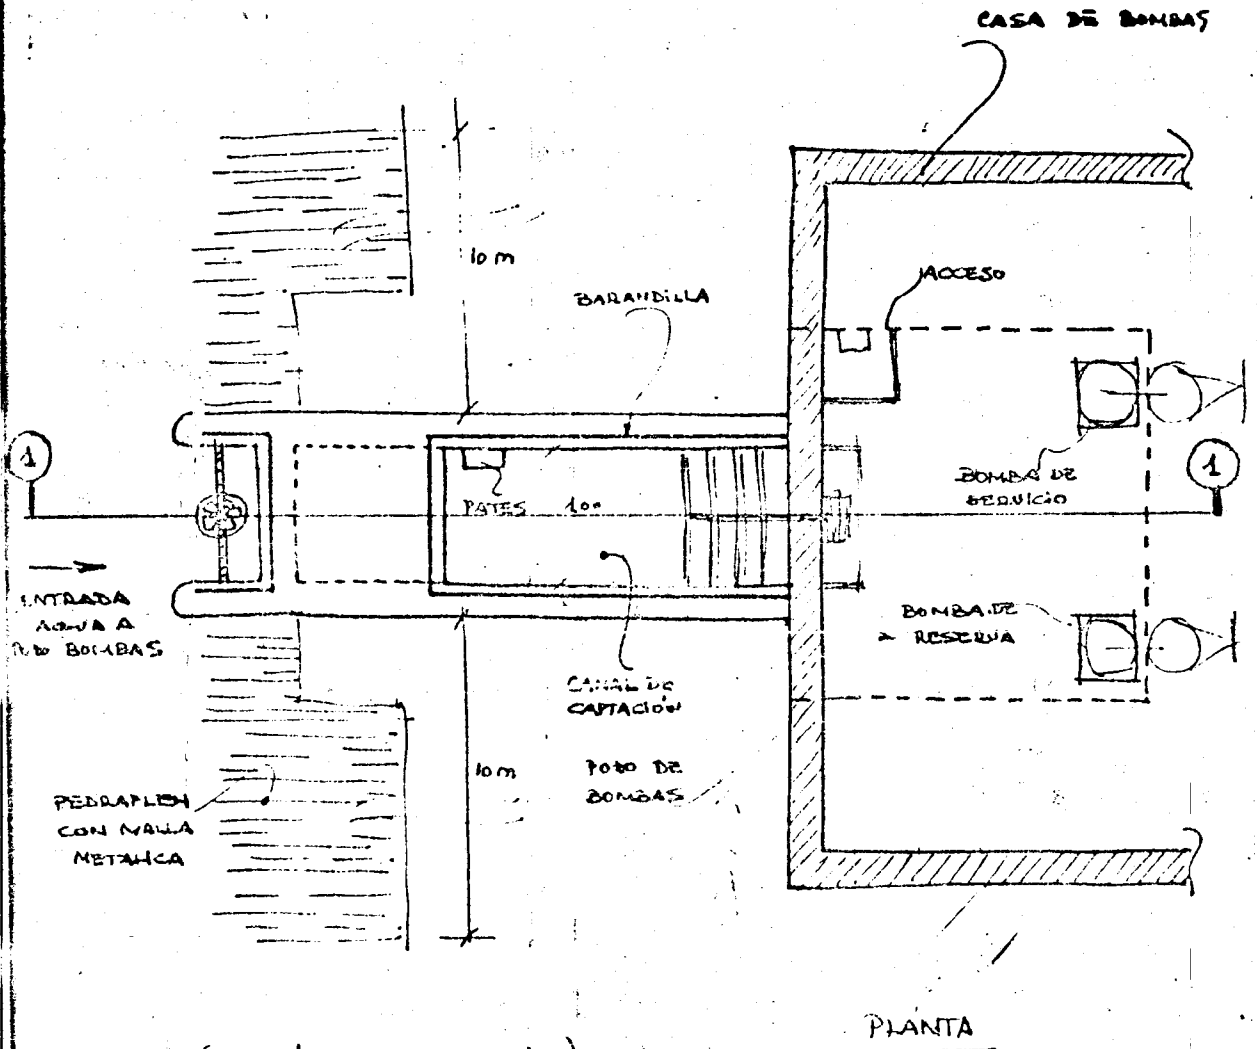 CASA DE BOMBAS
10 m
ACCESO
BARANDILLA
1
1
PATES
100
BOMBA DE
SERVICIO
ENTRADA
AGUA A
POZO BOMBAS
BOMBA DE
RESERVA
CANAL DE
CAPTACIÓN
10 m
POZO DE
BOMBAS
PEDRAPLEN
CON MALLA
METALICA
PLANTA